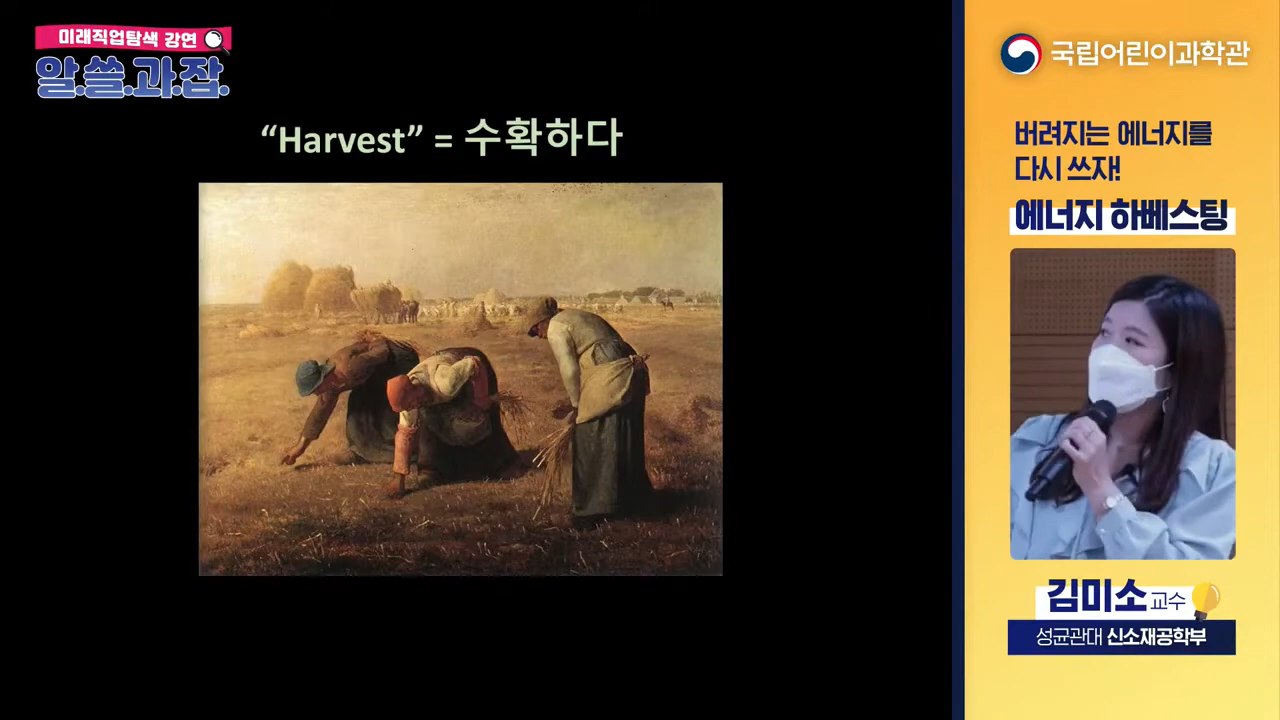 미래직업탐색 강연
알.쓸.과.잡.
“Harvest” = 수확하다
국립어린이과학관
버려지는 에너지를
다시 쓰자!
에너지 하베스팅
김미소 교수
성균관대 신소재공학부